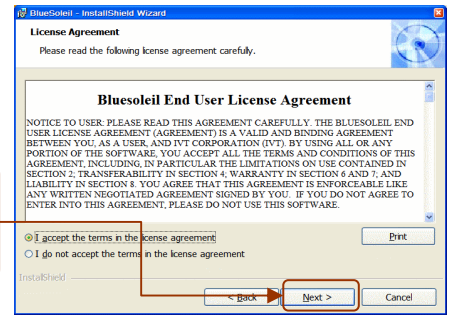 BlueSoleil - InstallShield Wizard
License Agreement
Please read the following license agreement carefully.
Bluesoleil End User License Agreement
NOTICE TO USER: PLEASE READ THIS AGREEMENT CAREFULLY. THE BLUESOLEIL END
USER LICENSE AGREEMENT (AGREEMENT) IS A VALID AND BINDING AGREEMENT
BETWEEN YOU, AS A USER, AND IVT CORPORATION (IVT). BY USING ALL OR ANY
PORTION OF THE SOFTWARE, YOU ACCEPT ALL THE TERMS AND CONDITIONS OF THIS
AGREEMENT, INCLUDING, IN PARTICULAR THE LIMITATIONS ON USE CONTAINED IN
SECTION 2; TRANSFERABILITY IN SECTION 4; WARRANTY IN SECTION 6 AND 7; AND
LIABILITY IN SECTION 8. YOU AGREE THAT THIS AGREEMENT IS ENFORCEABLE LIKE
ANY WRITTEN NEGOTIATED AGREEMENT SIGNED BY YOU. IF YOU DO NOT AGREE TO
ENTER INTO THIS AGREEMENT, PLEASE DO NOT USE THIS SOFTWARE.
I accept the terms in the license agreement
Print
I do not accept the terms in the license agreement
InstallShield
< Back
Next >
Cancel